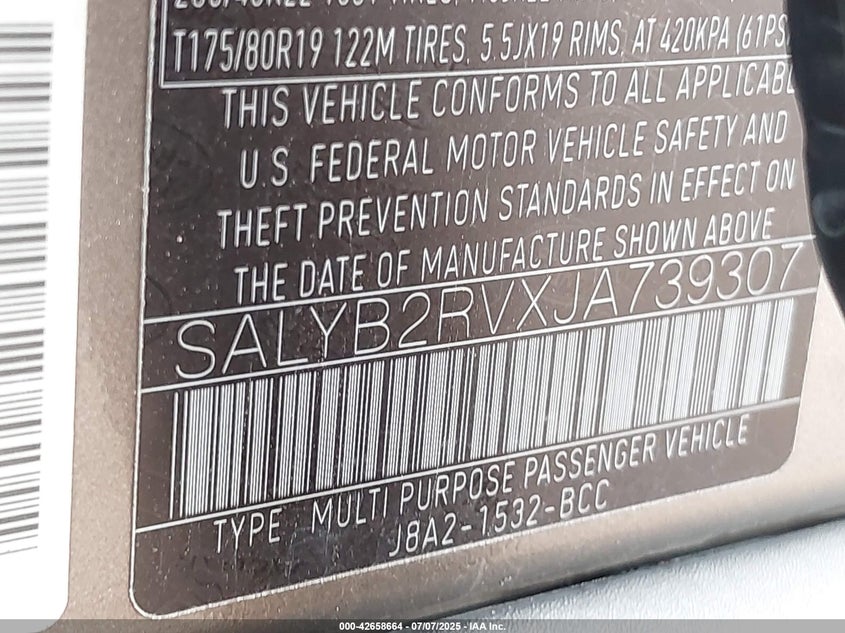 T175/80R19 122M TIRES, 5.5JX19 RIMS, AT 420KPA (61PS
THIS VEHICLE CONFORMS TO ALL APPLICABL
U.S. FEDERAL MOTOR VEHICLE SAFETY AND
THEFT PREVENTION STANDARDS IN EFFECT ON
THE DATE OF MANUFACTURE SHOWN ABOVE
SALYB2RVXJA739307
TYPE MULTI PURPOSE PASSENGER VEHICLE
J8A2-1532-BCC
000-42658664 - 07/07/2025 - IAA Inc.